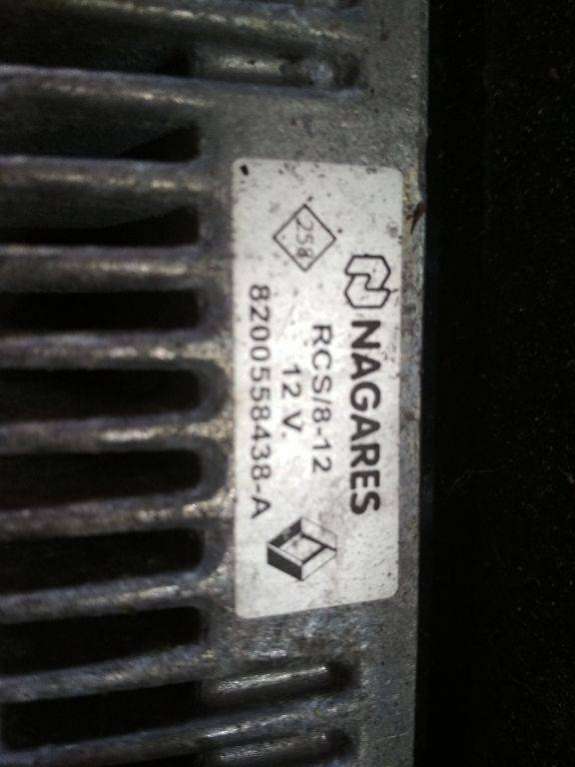 NAGARES
RCS/8-12
12 V.
258
8200558438-A